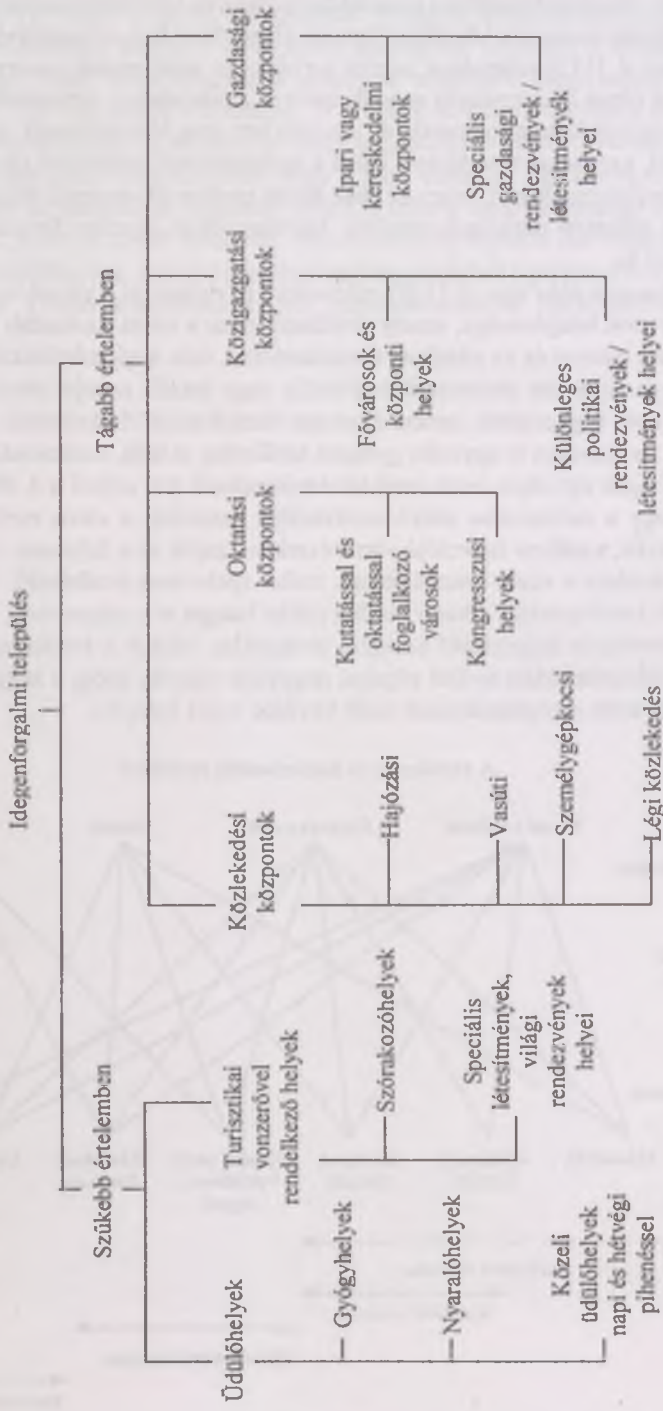 Idegenforgalmi település
Szűkebb értelemben
Tágabb értelemben
Üdülőhelyek
Gyógyhelyek
Nyaralóhelyek
Közeli
üdülőhelyek
napi és hétvégi
pihenéssel
Turisztikai
vonzerővel
rendelkező helyek
Szórakozóhelyek
Speciális
létesítmények,
világi
rendezvények
helyei
Közlekedési
központok
Hajózási
Vasúti
Személygépkocsi
Légi közlekedés
Oktatási
központok
Kutatással és
oktatással
foglalkozó
városok
Kongresszusi
helyek
Közigazgatási
központok
Fővárosok és
központi
helyek
Különleges
politikai
rendezvények/
létesítmények helyei
Gazdasági
központok
Ipari vagy
kereskedelmi
központok
Speciális
gazdasági
rendezvények /
létesítmények
helyei